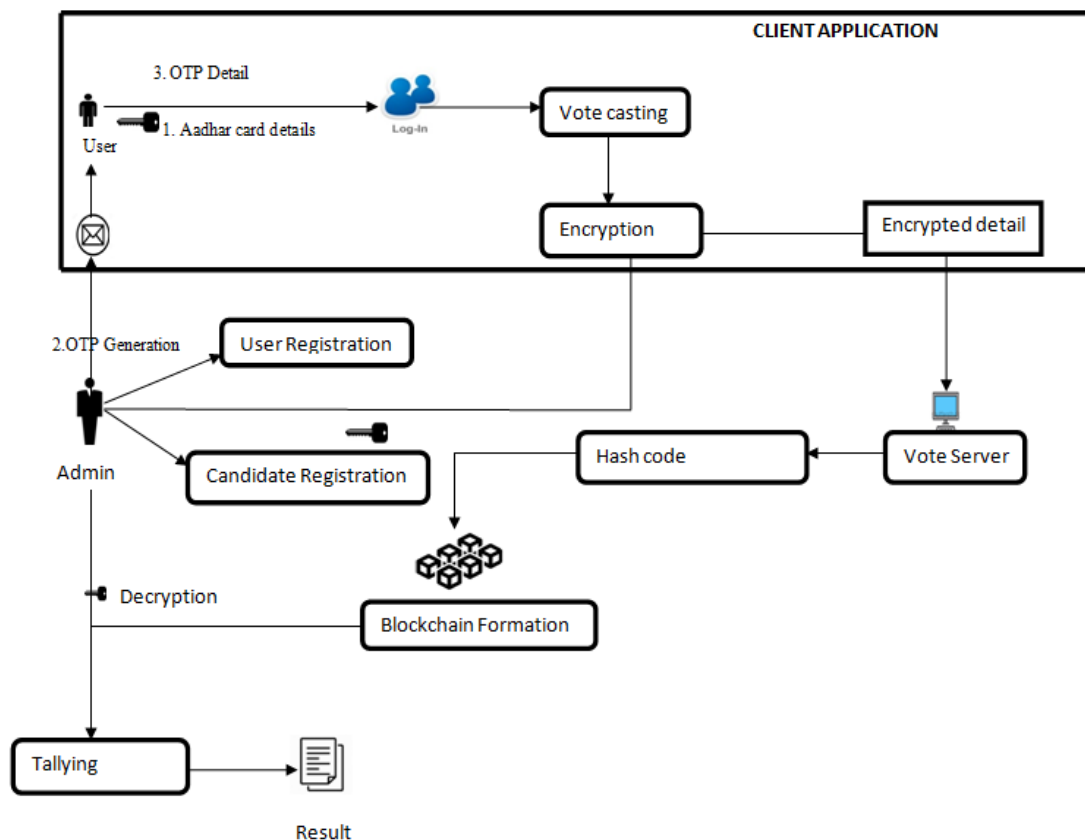 CLIENT APPLICATION
3. OTP Detail
Log-In
Vote casting
1. Aadhar card details
User
Encryption
Encrypted detail
2.OTP Generation
User Registration
Admin
Candidate Registration
Hash code
Vote Server
Decryption
Blockchain Formation
Tallying
Result